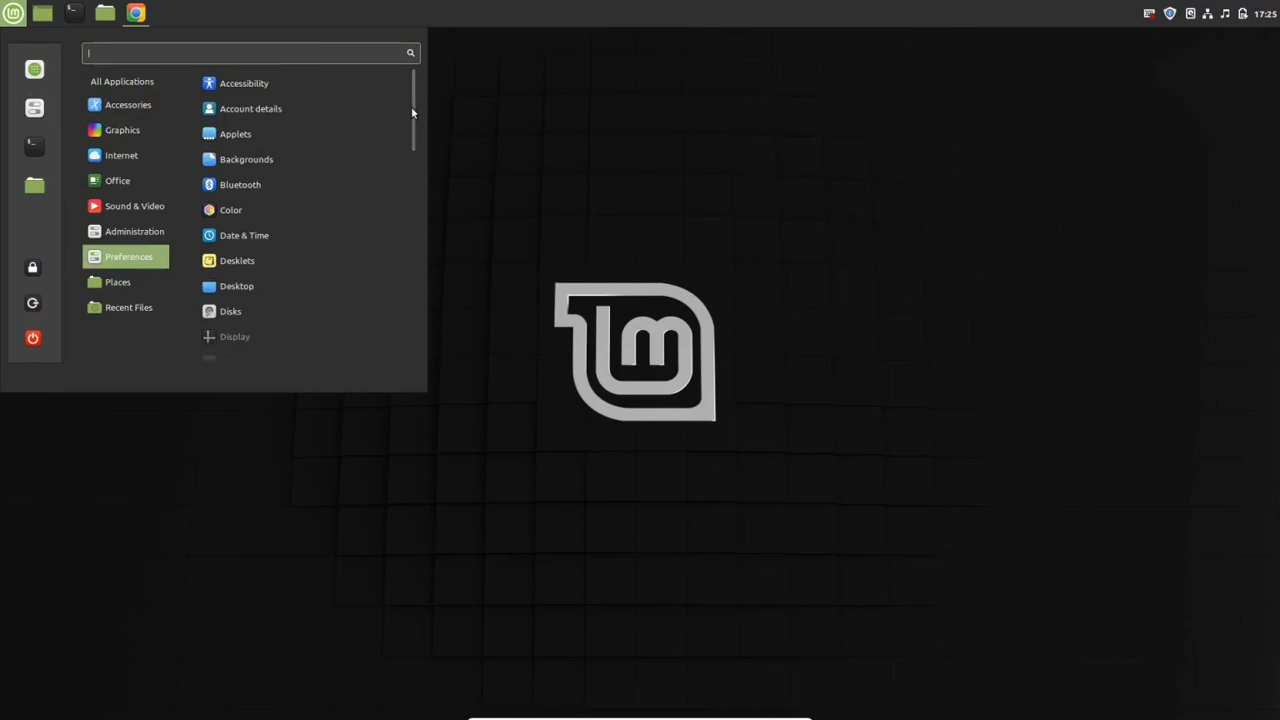 17:25
All Applications
Accessories
Graphics
Internet
Office
Sound & Video
Administration
Preferences
Places
Recent Files
Accessibility
Account details
Applets
Backgrounds
Bluetooth
Color
Date & Time
Desklets
Desktop
Disks
Display
lm